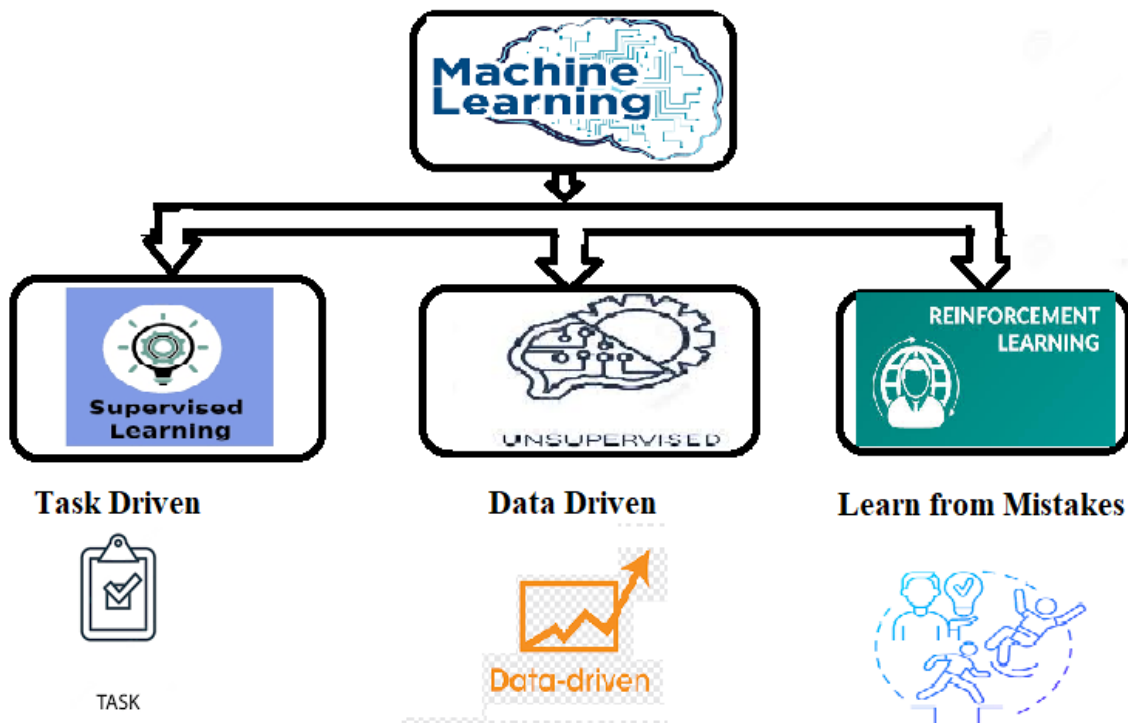 Machine
Learning
Supervised
Learning
UNSUPERVISED
REINFORCEMENT
LEARNING
Task Driven
Data Driven
Learn from Mistakes
TASK
Data-driven